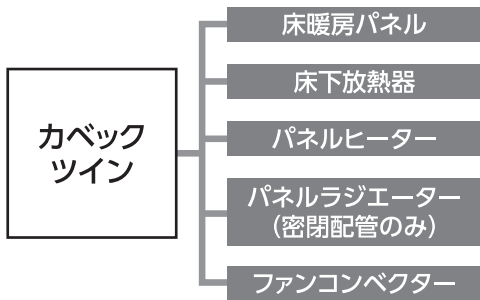 カベック
ツイン
床暖房パネル
床下放熱器
パネルヒーター
パネルラジエーター
（密閉配管のみ）
ファンコンベクター